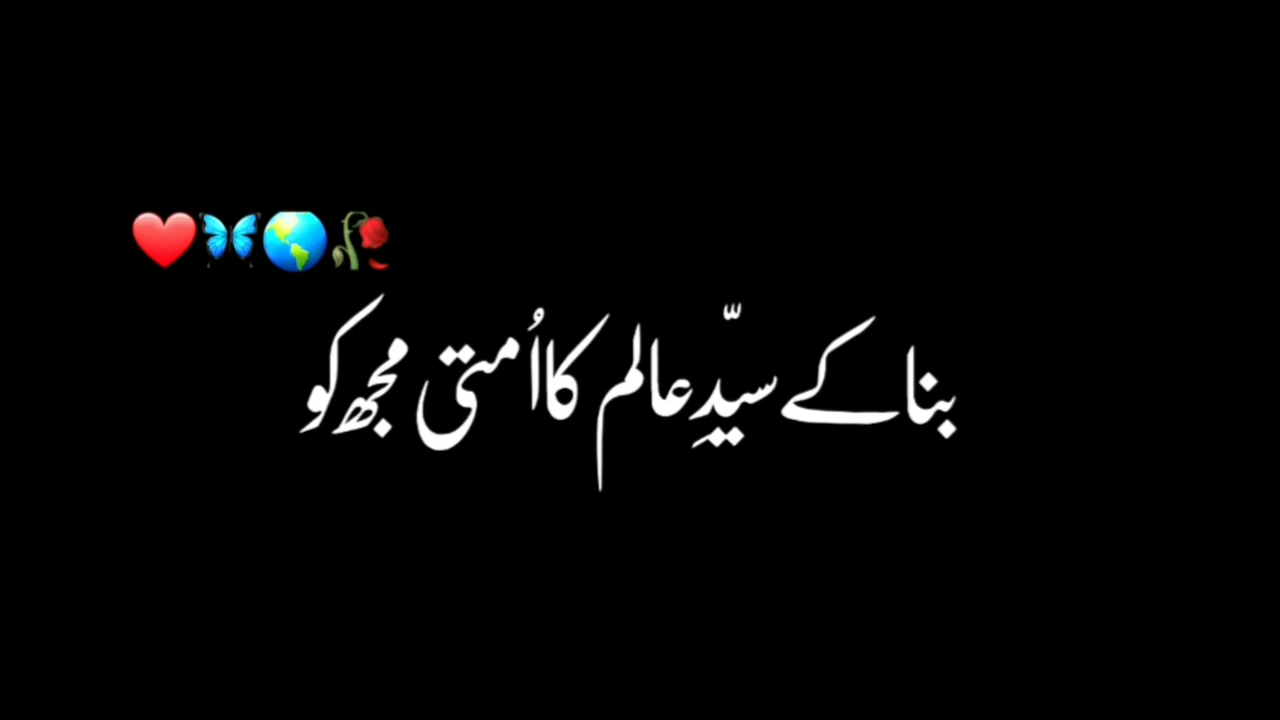 ❤️🦋🌎🥀
بنا کے سیّدِ عالم کا اُمتی مجھ کو